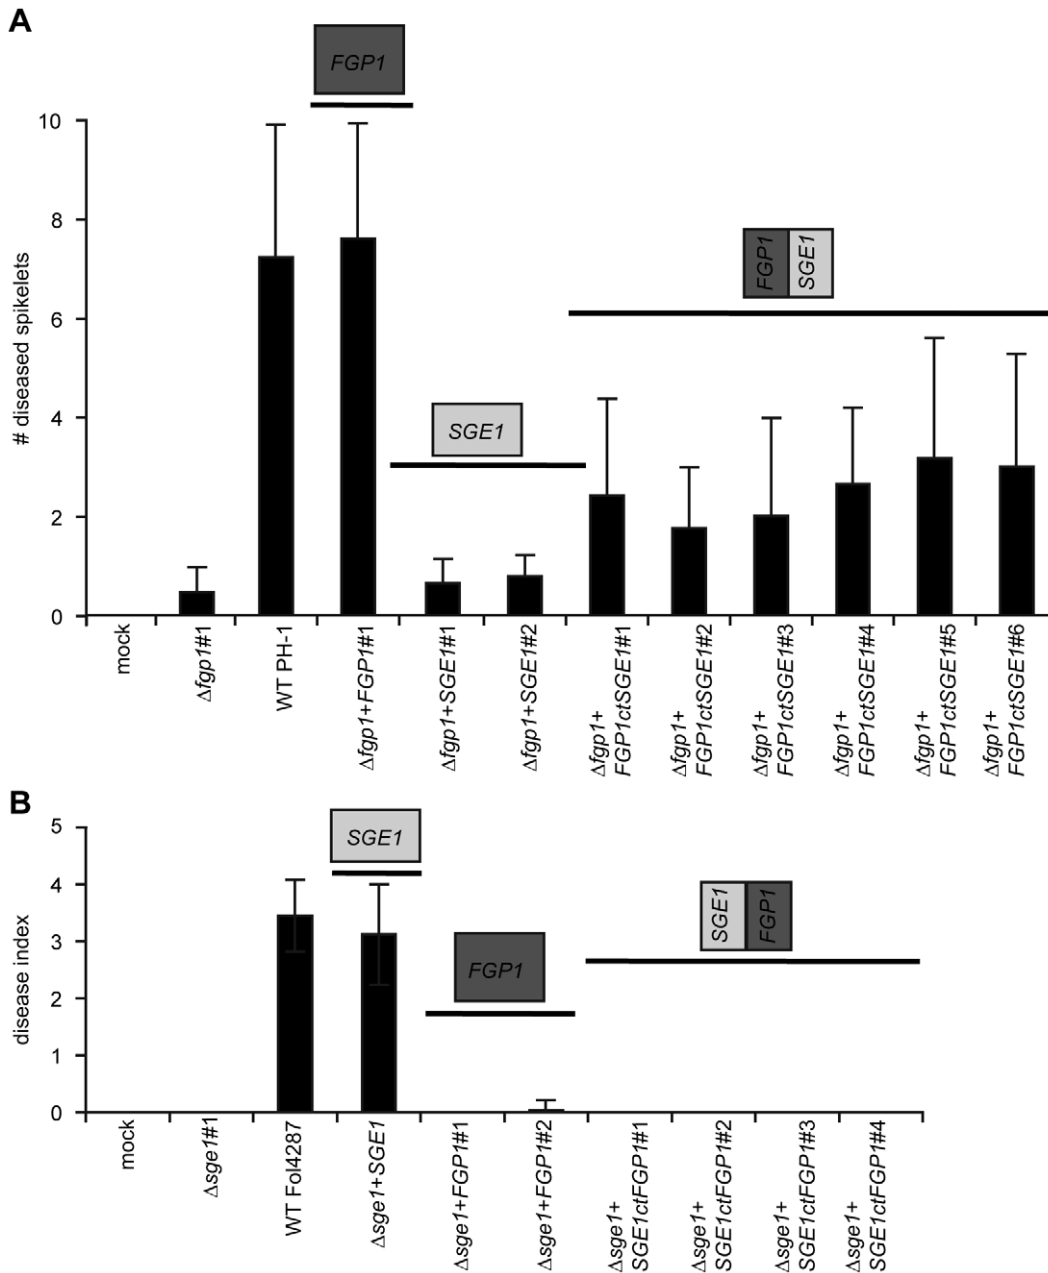 A
FGP1
10
8
6
4
2
0
# diseased spikelets
SGE1
FGP1
SGE1
mock
Δfgp1#1
WT PH-1
Δfgp1+FGP1#1
Δfgp1+SGE1#1
Δfgp1+SGE1#2
Δfgp1+
FGP1ctSGE1#1
Δfgp1+
FGP1ctSGE1#2
Δfgp1+
FGP1ctSGE1#3
Δfgp1+
FGP1ctSGE1#4
Δfgp1+
FGP1ctSGE1#5
Δfgp1+
FGP1ctSGE1#6
B
SGE1
5
4
3
2
1
0
disease index
FGP1
SGE1
FGP1
mock
Δsge1#1
WT Fol4287
Δsge1+SGE1
Δsge1+FGP1#1
Δsge1+FGP1#2
Δsge1+
SGE1ctFGP1#1
Δsge1+
SGE1ctFGP1#2
Δsge1+
SGE1ctFGP1#3
Δsge1+
SGE1ctFGP1#4